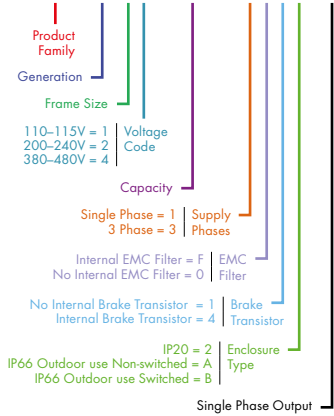 Product
Family
Generation
Frame Size
110–115V = 1 Voltage
200–240V = 2 Code
380–480V = 4
Capacity
Single Phase = 1 Supply
3 Phase = 3 Phases
Internal EMC Filter = F EMC
No Internal EMC Filter = 0 Filter
No Internal Brake Transistor = 1 Brake
Internal Brake Transistor = 4 Transistor
IP20 = 2 Enclosure
IP66 Outdoor use Non-switched = A Type
IP66 Outdoor use Switched = B
Single Phase Output